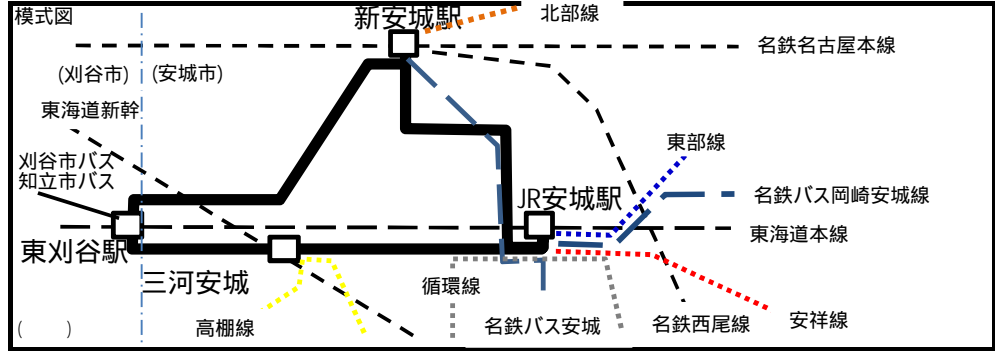 模式図
新安城駅
北部線
名鉄名古屋本線
(刈谷市)
(安城市)
東海道新幹
刈谷市バス
知立市バス
東部線
JR安城駅
名鉄バス岡崎安城線
東海道本線
東刈谷駅
三河安城
循環線
( )
高棚線
名鉄バス安城
名鉄西尾線
安祥線